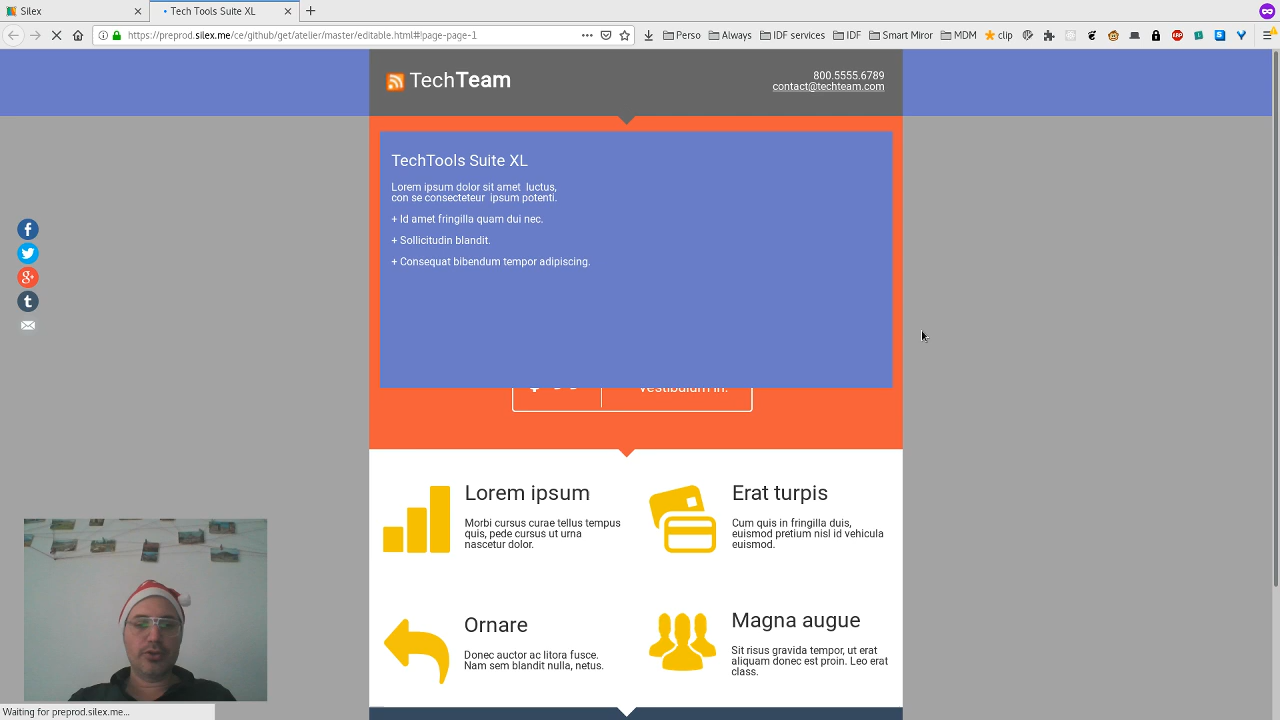 Silex
Tech Tools Suite XL
https://preprod.silex.me/ce/github/get/atelier/master/editable.html#!page-page-1
Perso
Always
IDF services
IDF
Smart Miror
MDM
clip
TechTeam
800.5555.6789
contact@techteam.com
TechTools Suite XL
Lorem ipsum dolor sit amet luctus,
con se consecteteur ipsum potenti.
+ Id amet fringilla quam dui nec.
+ Sollicitudin blandit.
+ Consequat bibendum tempor adipiscing.
Vestibulum in.
Lorem ipsum
Morbi cursus curae tellus tempus
quis, pede cursus ut urna
nascetur dolor.
Erat turpis
Cum quis in fringilla duis,
euismod pretium nisl id vehicula
euismod.
Ornare
Donec auctor ac litora fusce.
Nam sem blandit nulla, netus.
Magna augue
Sit risus gravida tempor, ut erat
aliquam donec est proin. Leo erat
class.
Waiting for preprod.silex.me...